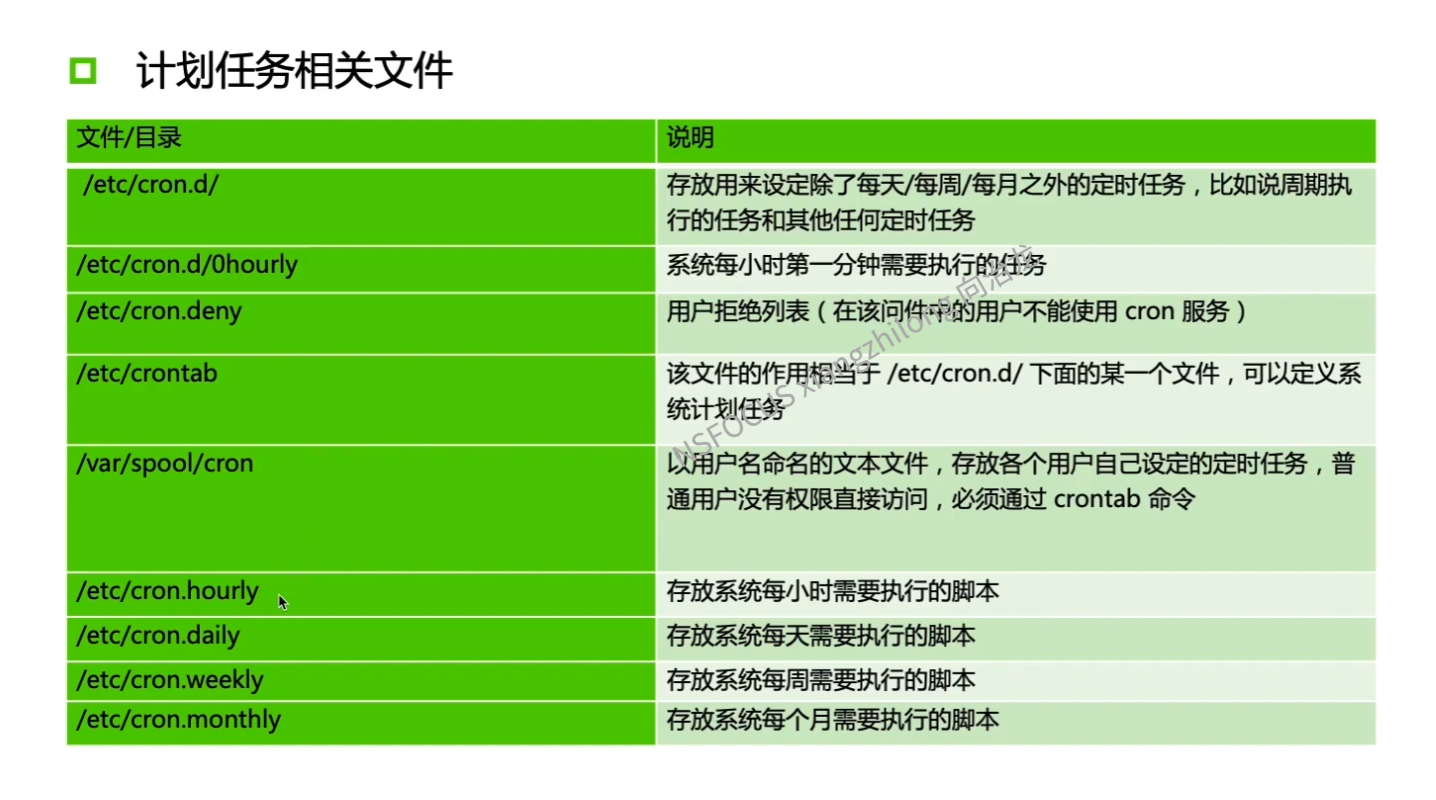 计划任务相关文件
文件/目录
说明
/etc/cron.d/
存放用来设定除了每天/每周/每月之外的定时任务，比如说周期执
行的任务和其他任何定时任务
/etc/cron.d/0hourly
系统每小时第一分钟需要执行的任务
/etc/cron.deny
用户拒绝列表（在该问件中的用户不能使用 cron 服务）
/etc/crontab
该文件的作用相当于 /etc/cron.d/ 下面的某一个文件，可以定义系
统计划任务
/var/spool/cron
以用户名命名的文本文件，存放各个用户自己设定的定时任务，普
通用户没有权限直接访问，必须通过 crontab 命令
/etc/cron.hourly
存放系统每小时需要执行的脚本
/etc/cron.daily
存放系统每天需要执行的脚本
/etc/cron.weekly
存放系统每周需要执行的脚本
/etc/cron.monthly
存放系统每个月需要执行的脚本
NSFOCUS xiangzhilong 向治龙